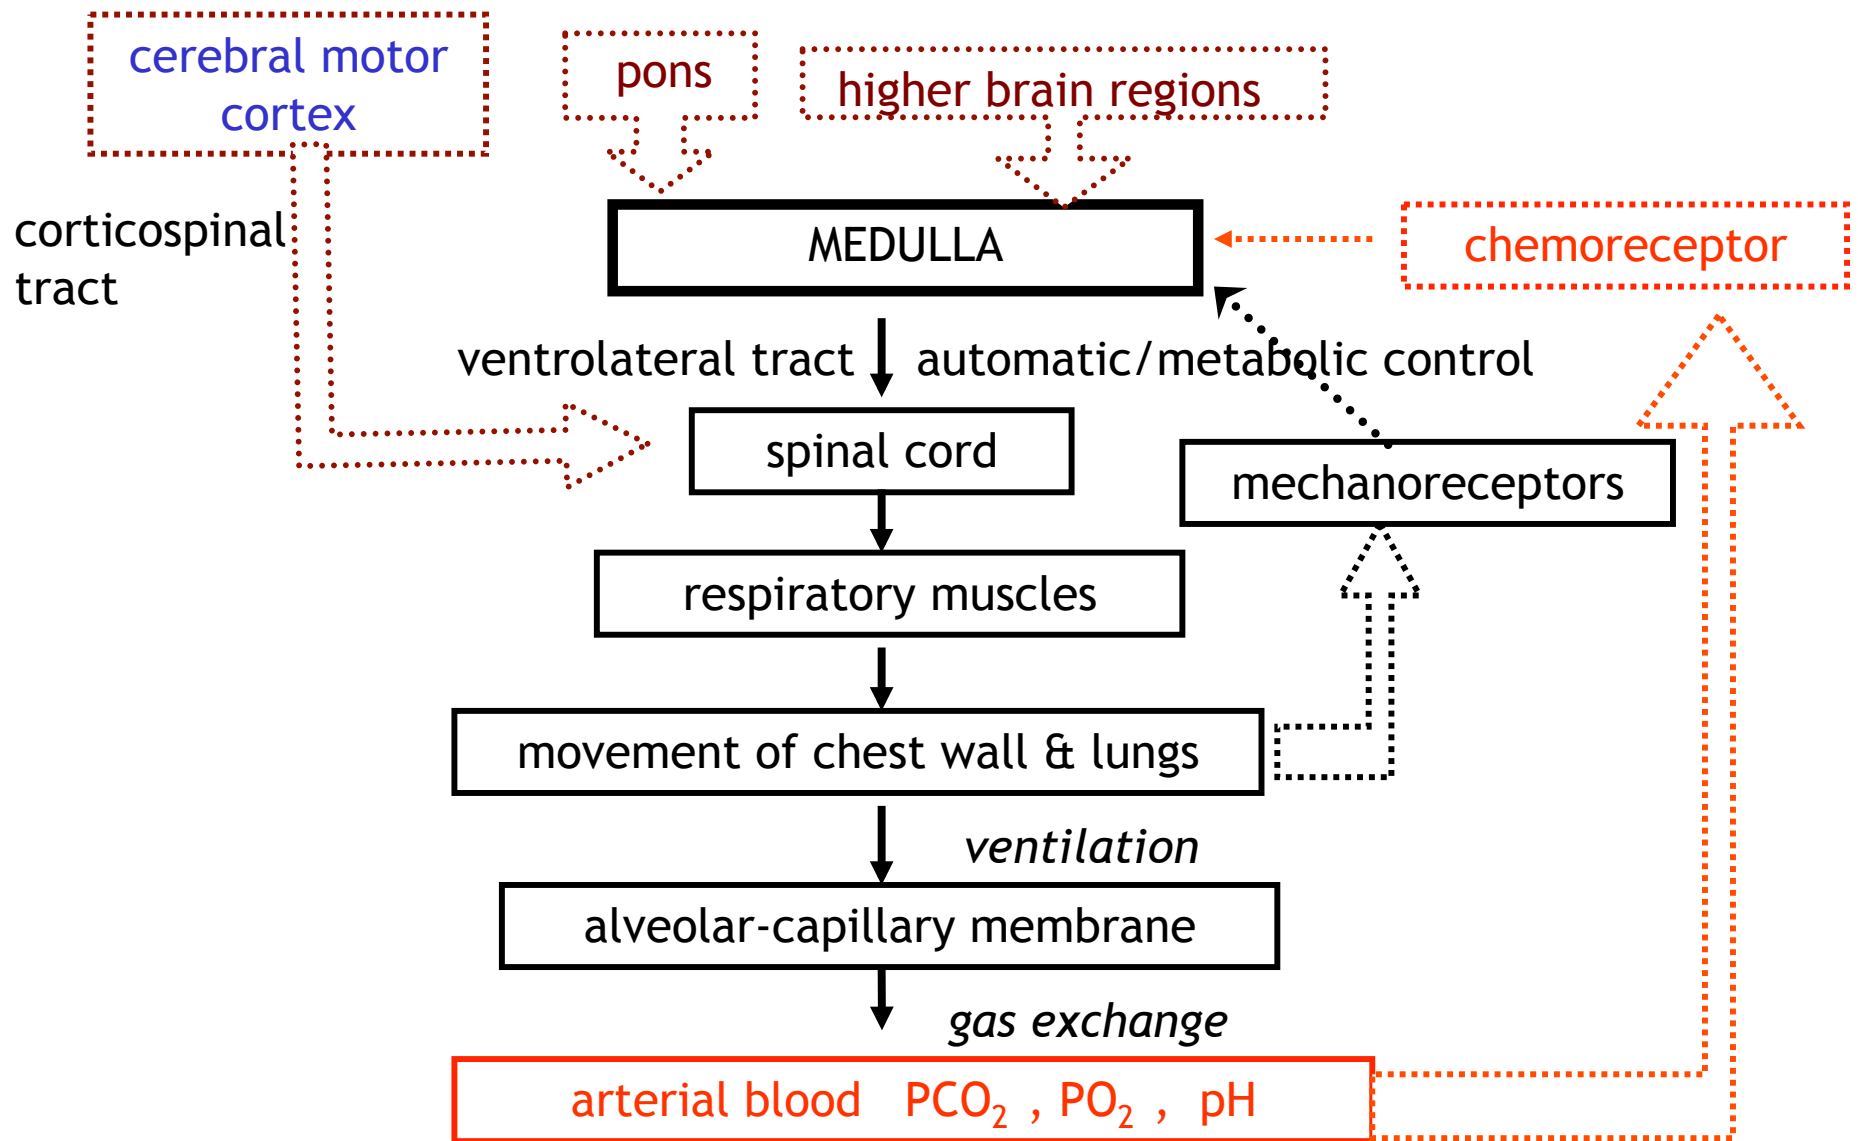 cerebral motor
cortex
pons
higher brain regions
corticospinal
tract
MEDULLA
chemoreceptor
ventrolateral tract automatic/metabolic control
spinal cord
mechanoreceptors
respiratory muscles
movement of chest wall & lungs
ventilation
alveolar-capillary membrane
gas exchange
arterial blood PCO₂ , PO₂ , pH